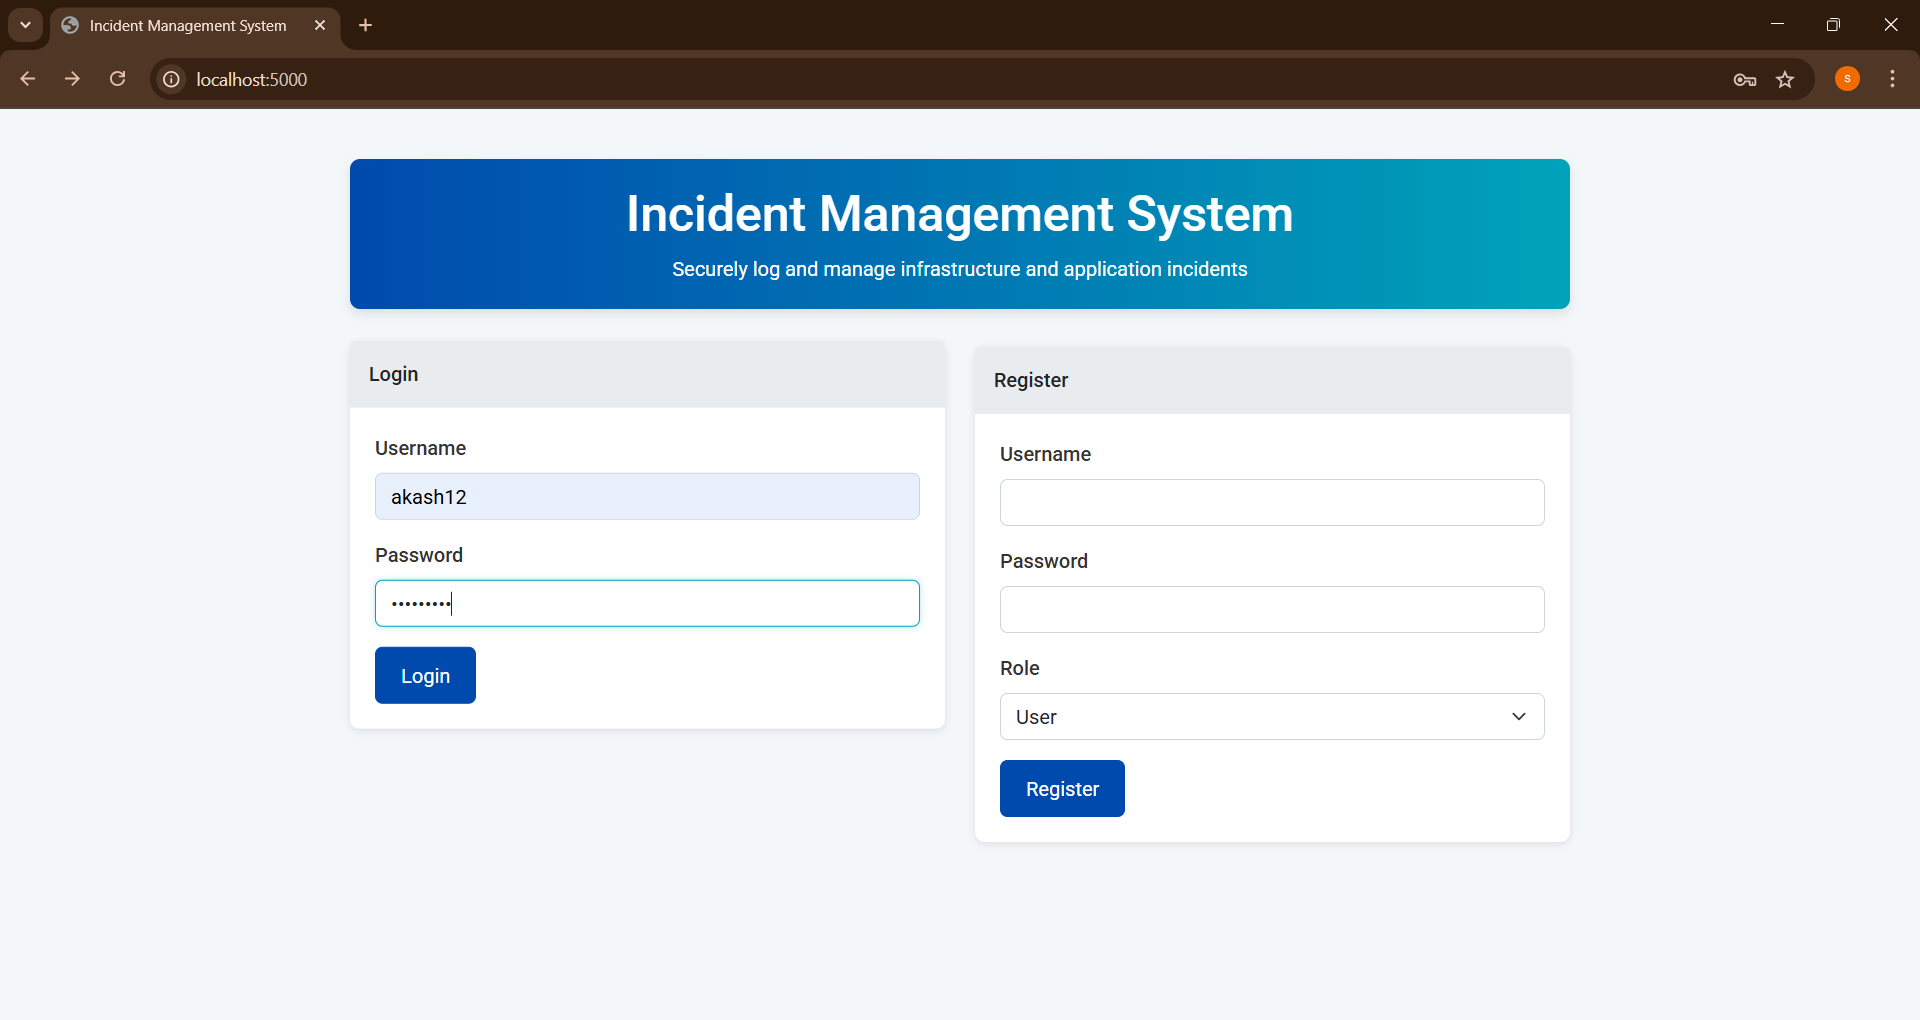 Incident Management System
localhost:5000
S
Incident Management System
Securely log and manage infrastructure and application incidents
Login
Username
akash12
Password
•••••••••
Login
Register
Username
Password
Role
User
Register